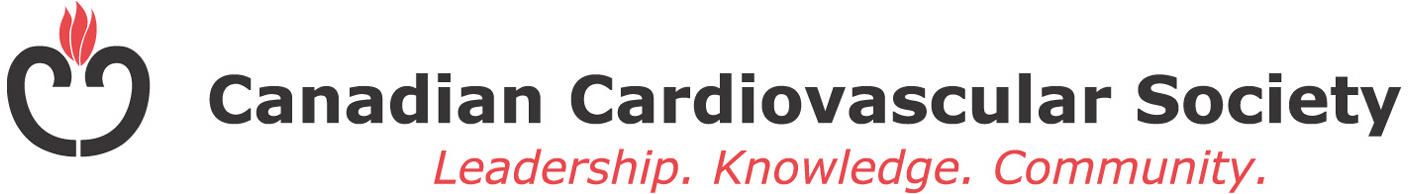 Canadian Cardiovascular Society
Leadership. Knowledge. Community.